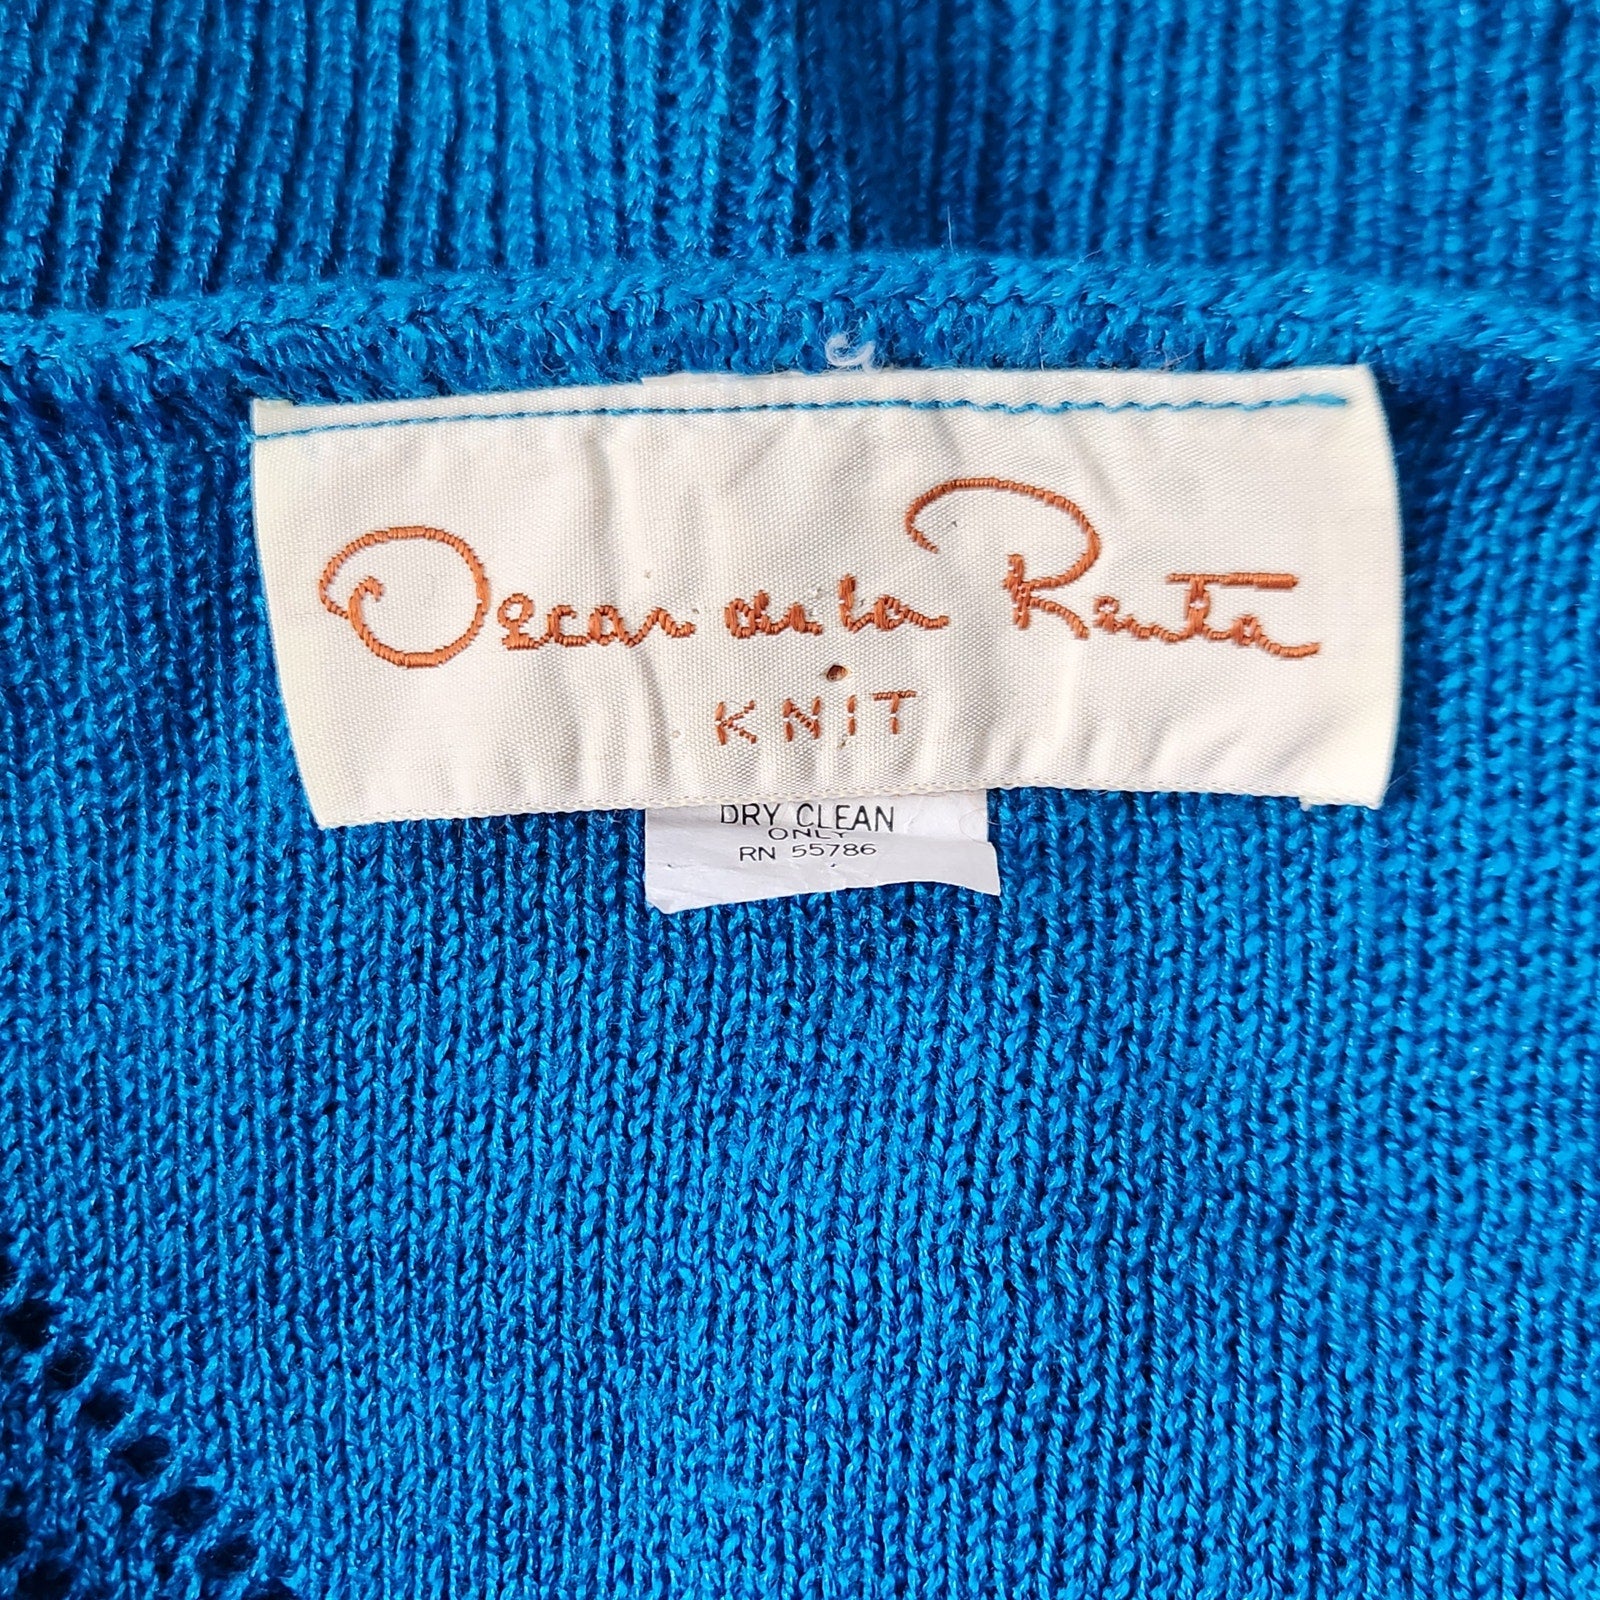 Oscar de la Renta
KNIT
DRY CLEAN
ONLY
RN 55786